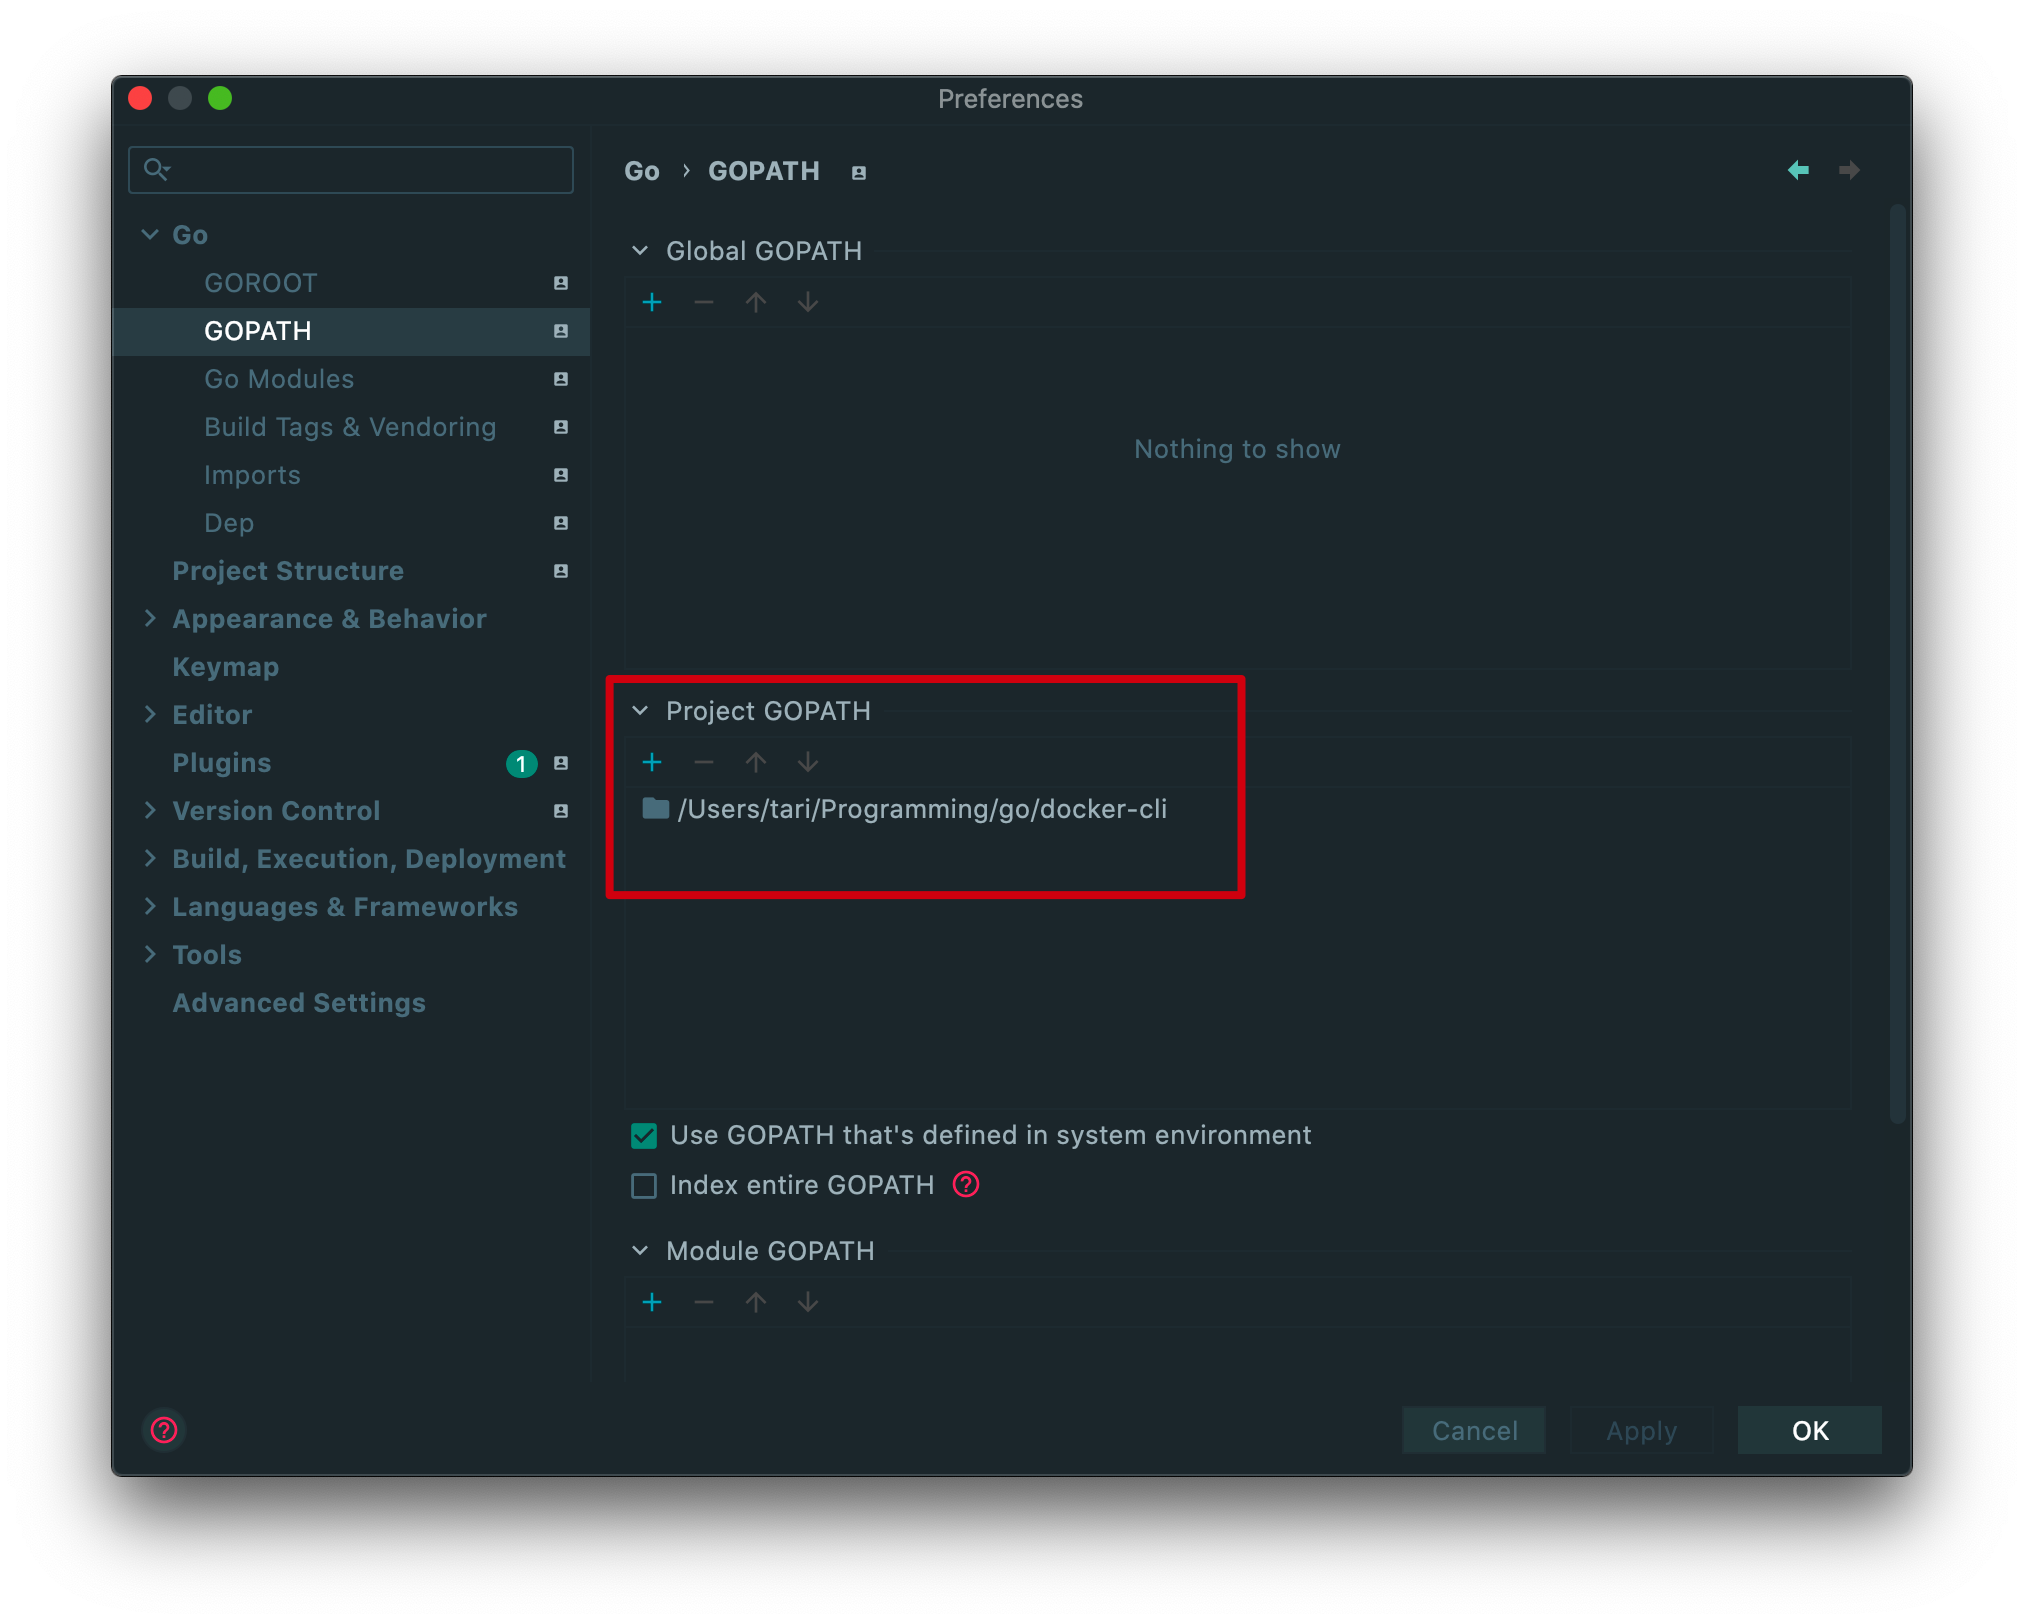 Preferences
Go
GOROOT
GOPATH
Go Modules
Build Tags & Vendoring
Imports
Dep
Project Structure
Appearance & Behavior
Keymap
Editor
Plugins 1
Version Control
Build, Execution, Deployment
Languages & Frameworks
Tools
Advanced Settings
Go › GOPATH
Global GOPATH
Nothing to show
Project GOPATH
/Users/tari/Programming/go/docker-cli
Use GOPATH that's defined in system environment
Index entire GOPATH ?
Module GOPATH
?
Cancel
Apply
OK